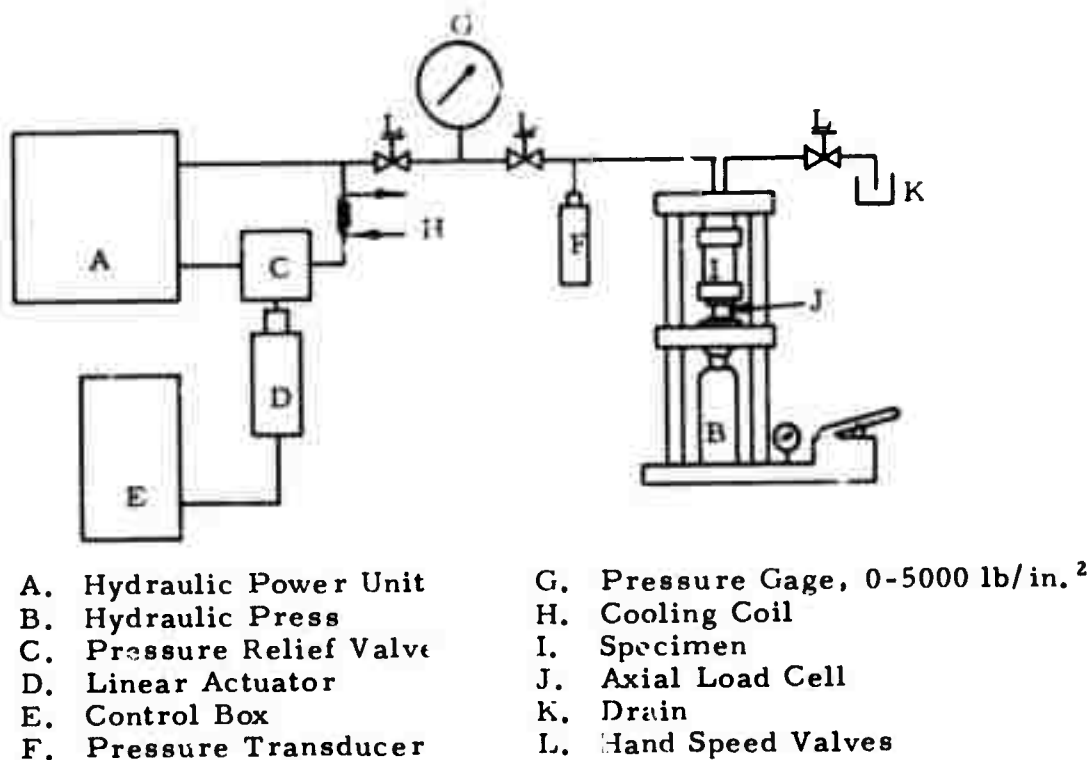 G
L
L
L
K
H
F
A
C
I
J
D
B
E
A. Hydraulic Power Unit
B. Hydraulic Press
C. Pressure Relief Valve
D. Linear Actuator
E. Control Box
F. Pressure Transducer
G. Pressure Gage, 0-5000 lb/in.²
H. Cooling Coil
I. Specimen
J. Axial Load Cell
K. Drain
L. Hand Speed Valves